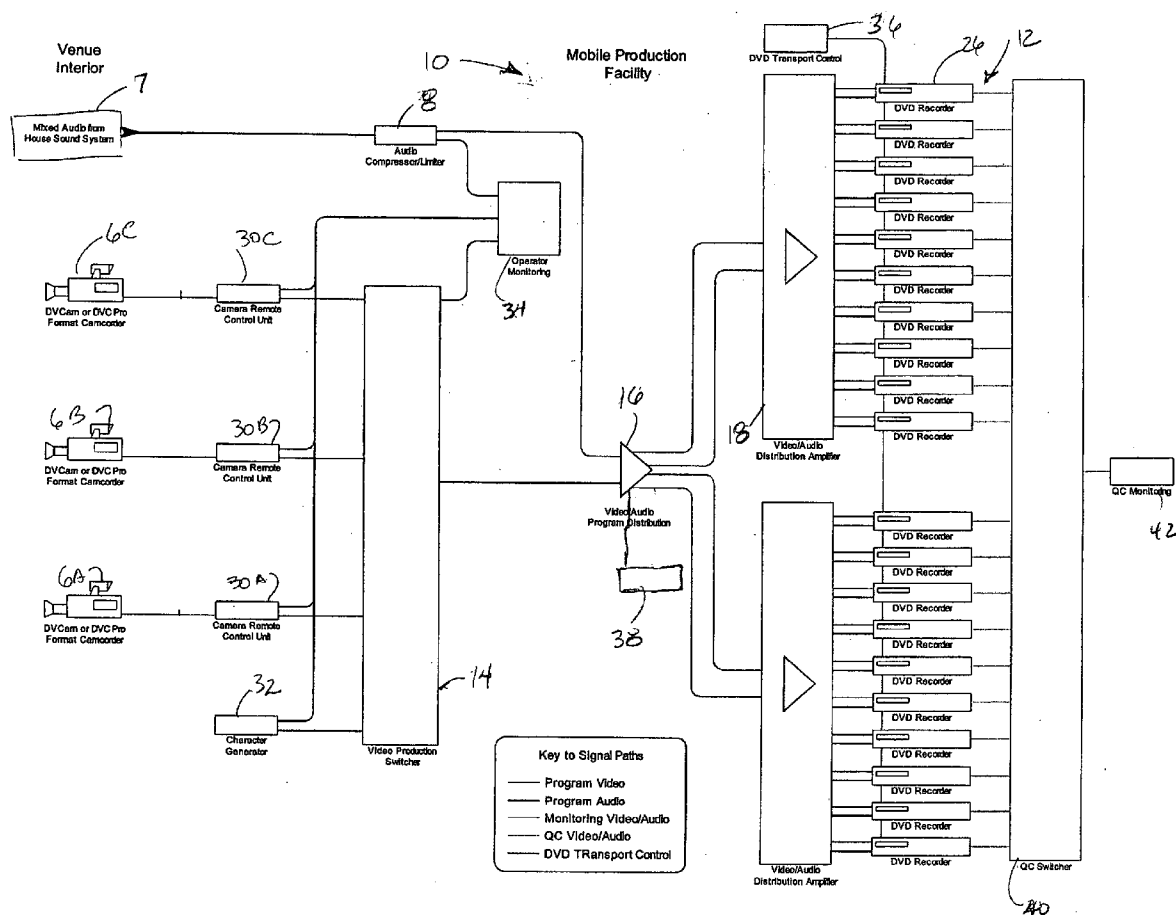 Venue
Interior
7
Mixed Audio from
House Sound System
8
Audio
Compressor/Limiter
10
Mobile Production
Facility
36
DVD Transport Control
26
12
DVD Recorder
DVD Recorder
DVD Recorder
DVD Recorder
DVD Recorder
DVD Recorder
DVD Recorder
DVD Recorder
DVD Recorder
DVD Recorder
18
Video/Audio
Distribution Amplifier
Operator
Monitoring
34
6C
DVCam or DVC Pro
Format Camcorder
30C
Camera Remote
Control Unit
6B
DVCam or DVC Pro
Format Camcorder
30B
Camera Remote
Control Unit
6A
DVCam or DVC Pro
Format Camcorder
30A
Camera Remote
Control Unit
32
Character
Generator
14
Video Production
Switcher
16
Video/Audio
Program Distribution
38
DVD Recorder
DVD Recorder
DVD Recorder
DVD Recorder
DVD Recorder
DVD Recorder
DVD Recorder
DVD Recorder
DVD Recorder
DVD Recorder
Video/Audio
Distribution Amplifier
QC Switcher
40
QC Monitoring
42
Key to Signal Paths
Program Video
Program Audio
Monitoring Video/Audio
QC Video/Audio
DVD TRansport Control